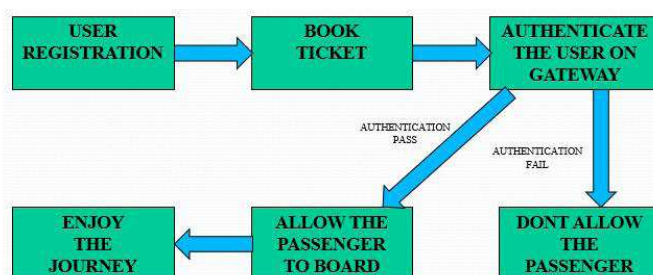 USER
REGISTRATION
BOOK
TICKET
AUTHENTICATE
THE USER ON
GATEWAY
AUTHENTICATION
PASS
AUTHENTICATION
FAIL
ENJOY
THE
JOURNEY
ALLOW THE
PASSENGER
TO BOARD
DONT ALLOW
THE
PASSENGER